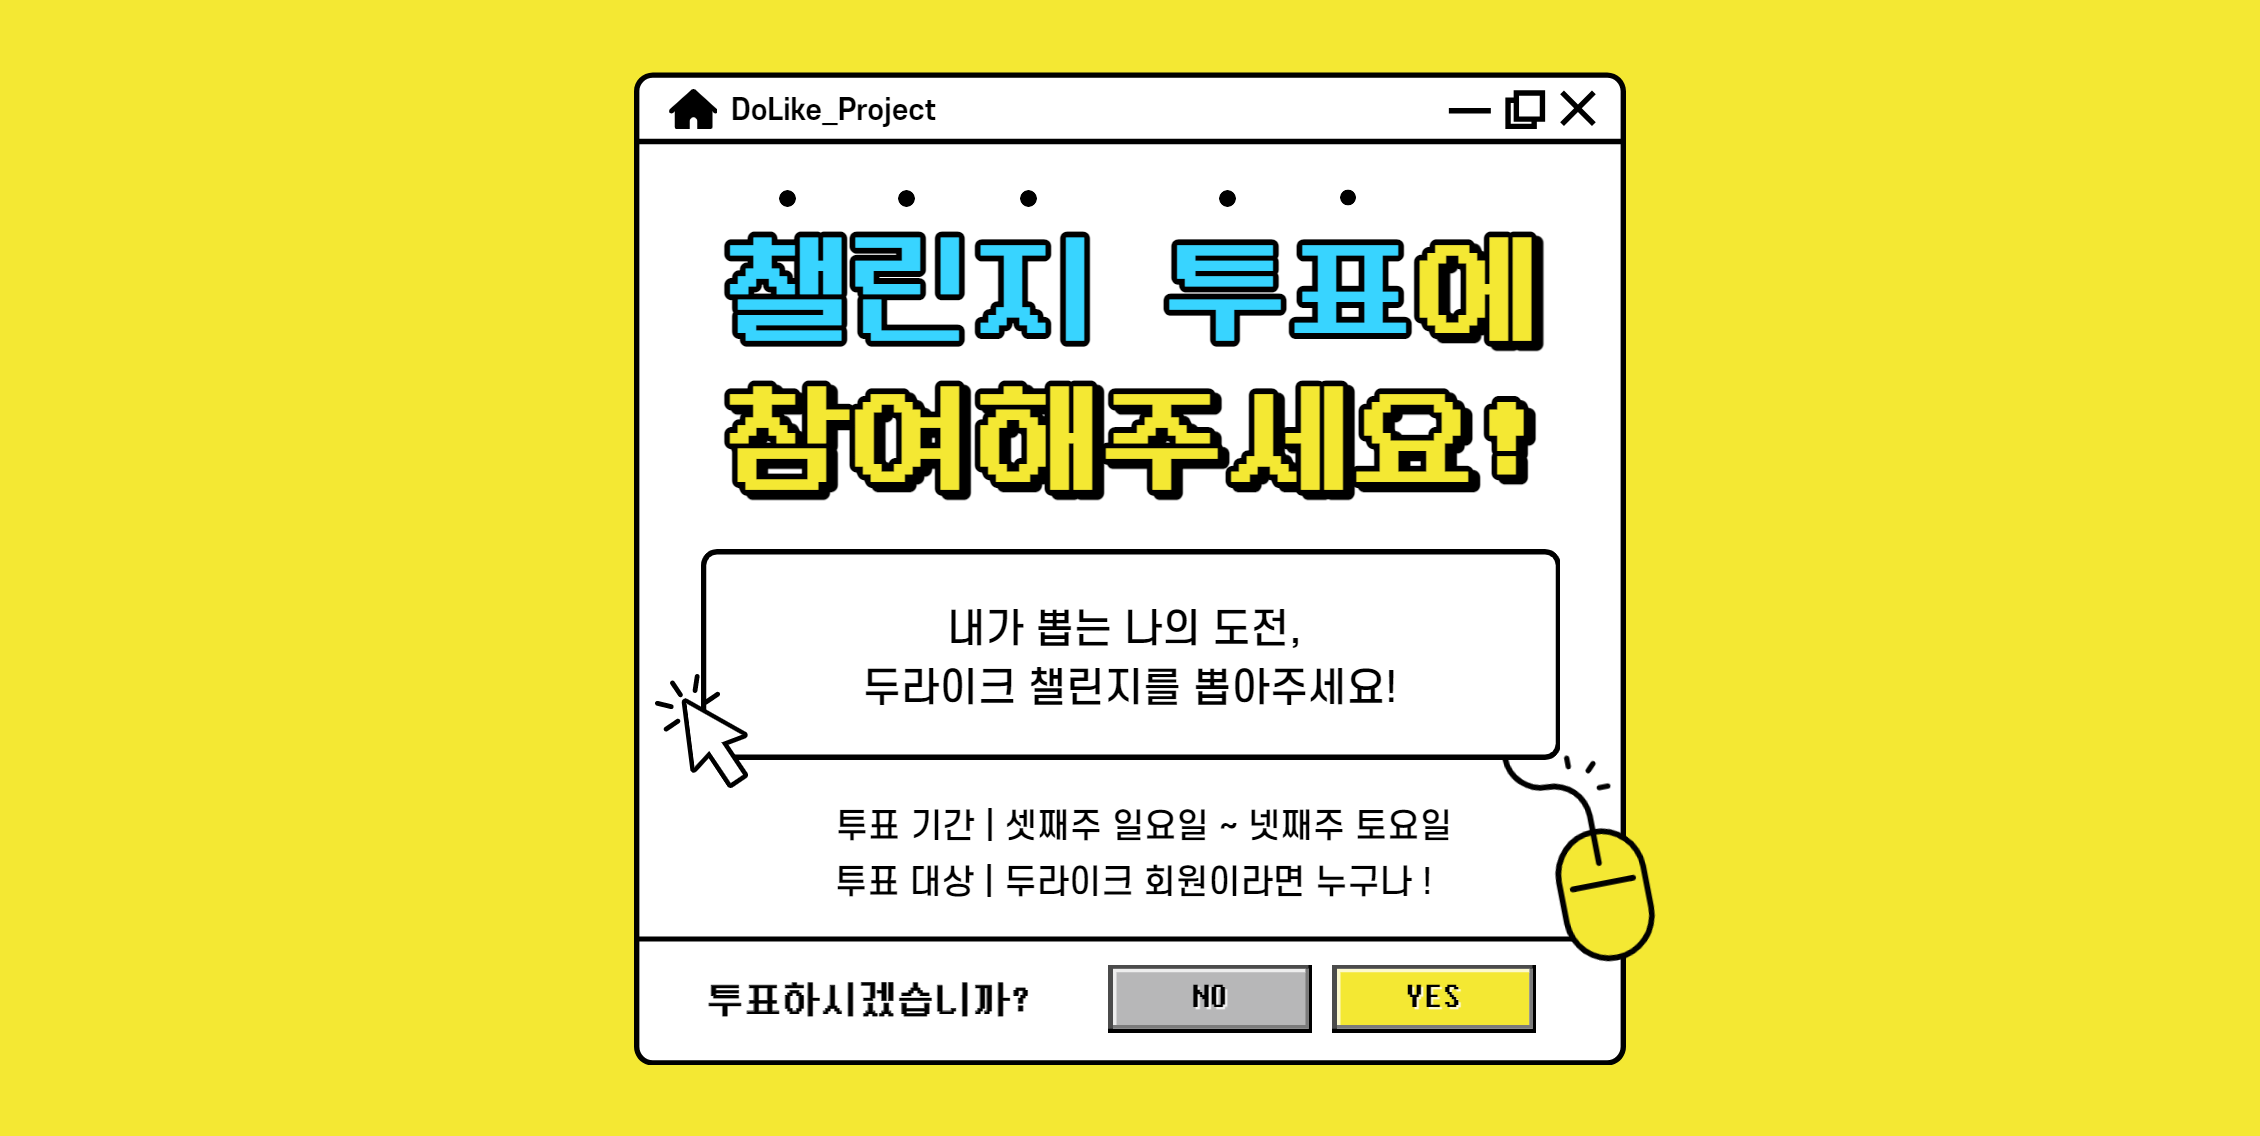 DoLike_Project
챌린지 투표에
참여해주세요!
내가 뽑는 나의 도전,
두라이크 챌린지를 뽑아주세요!
투표 기간 | 셋째주 일요일 ~ 넷째주 토요일
투표 대상 | 두라이크 회원이라면 누구나 !
투표하시겠습니까?
NO
YES